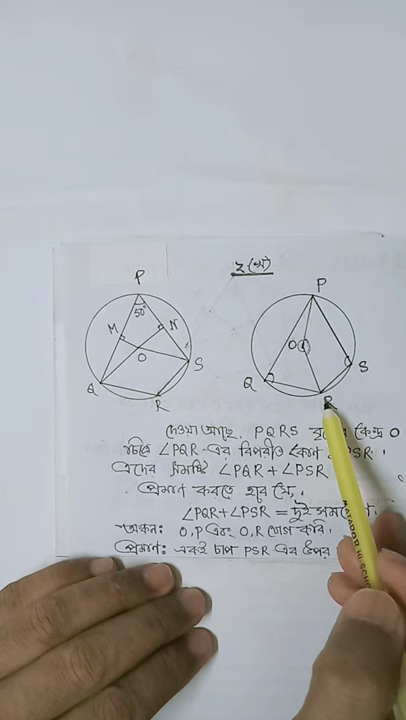 ২(খ)
P
50°
M
N
O
S
Q
R
P
O
S
Q
দেওয়া আছে, PQRS বৃত্তের কেন্দ্র O
চিত্রে ∠PQR -এর বিপরীত কোণ ∠PSR.
এদের সমষ্টি ∠PQR + ∠PSR
প্রমাণ করতে হবে যে,
∠PQR + ∠PSR = দুই
অঙ্কন: O, P এবং O, R যোগ করি।
প্রমাণ: একই চাপ PSR এর উপর